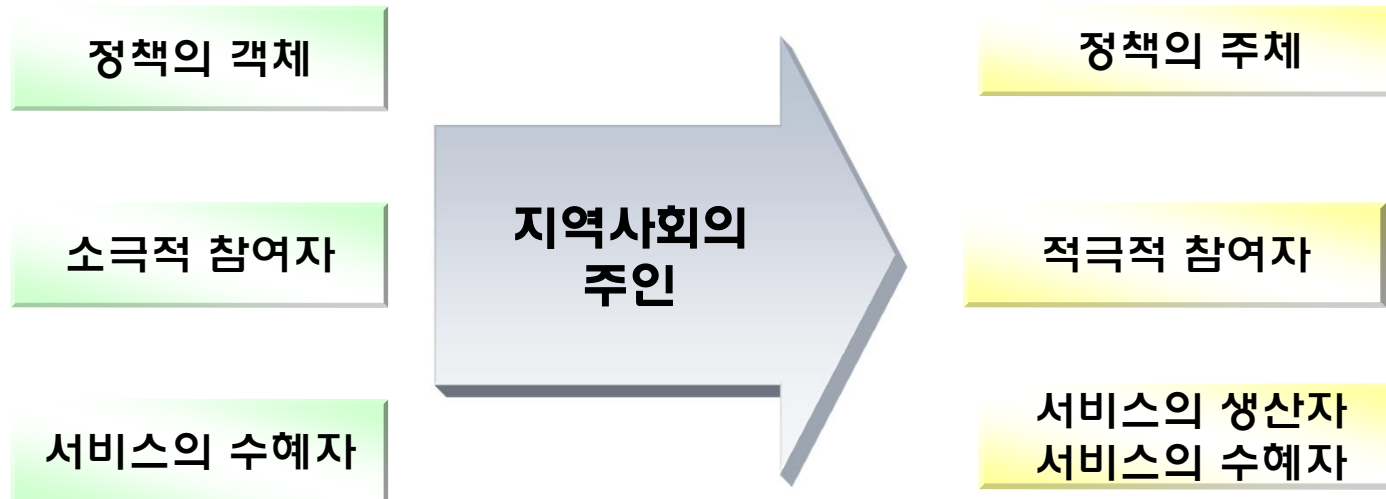 정책의 객체
소극적 참여자
서비스의 수혜자
지역사회의
주인
정책의 주체
적극적 참여자
서비스의 생산자
서비스의 수혜자